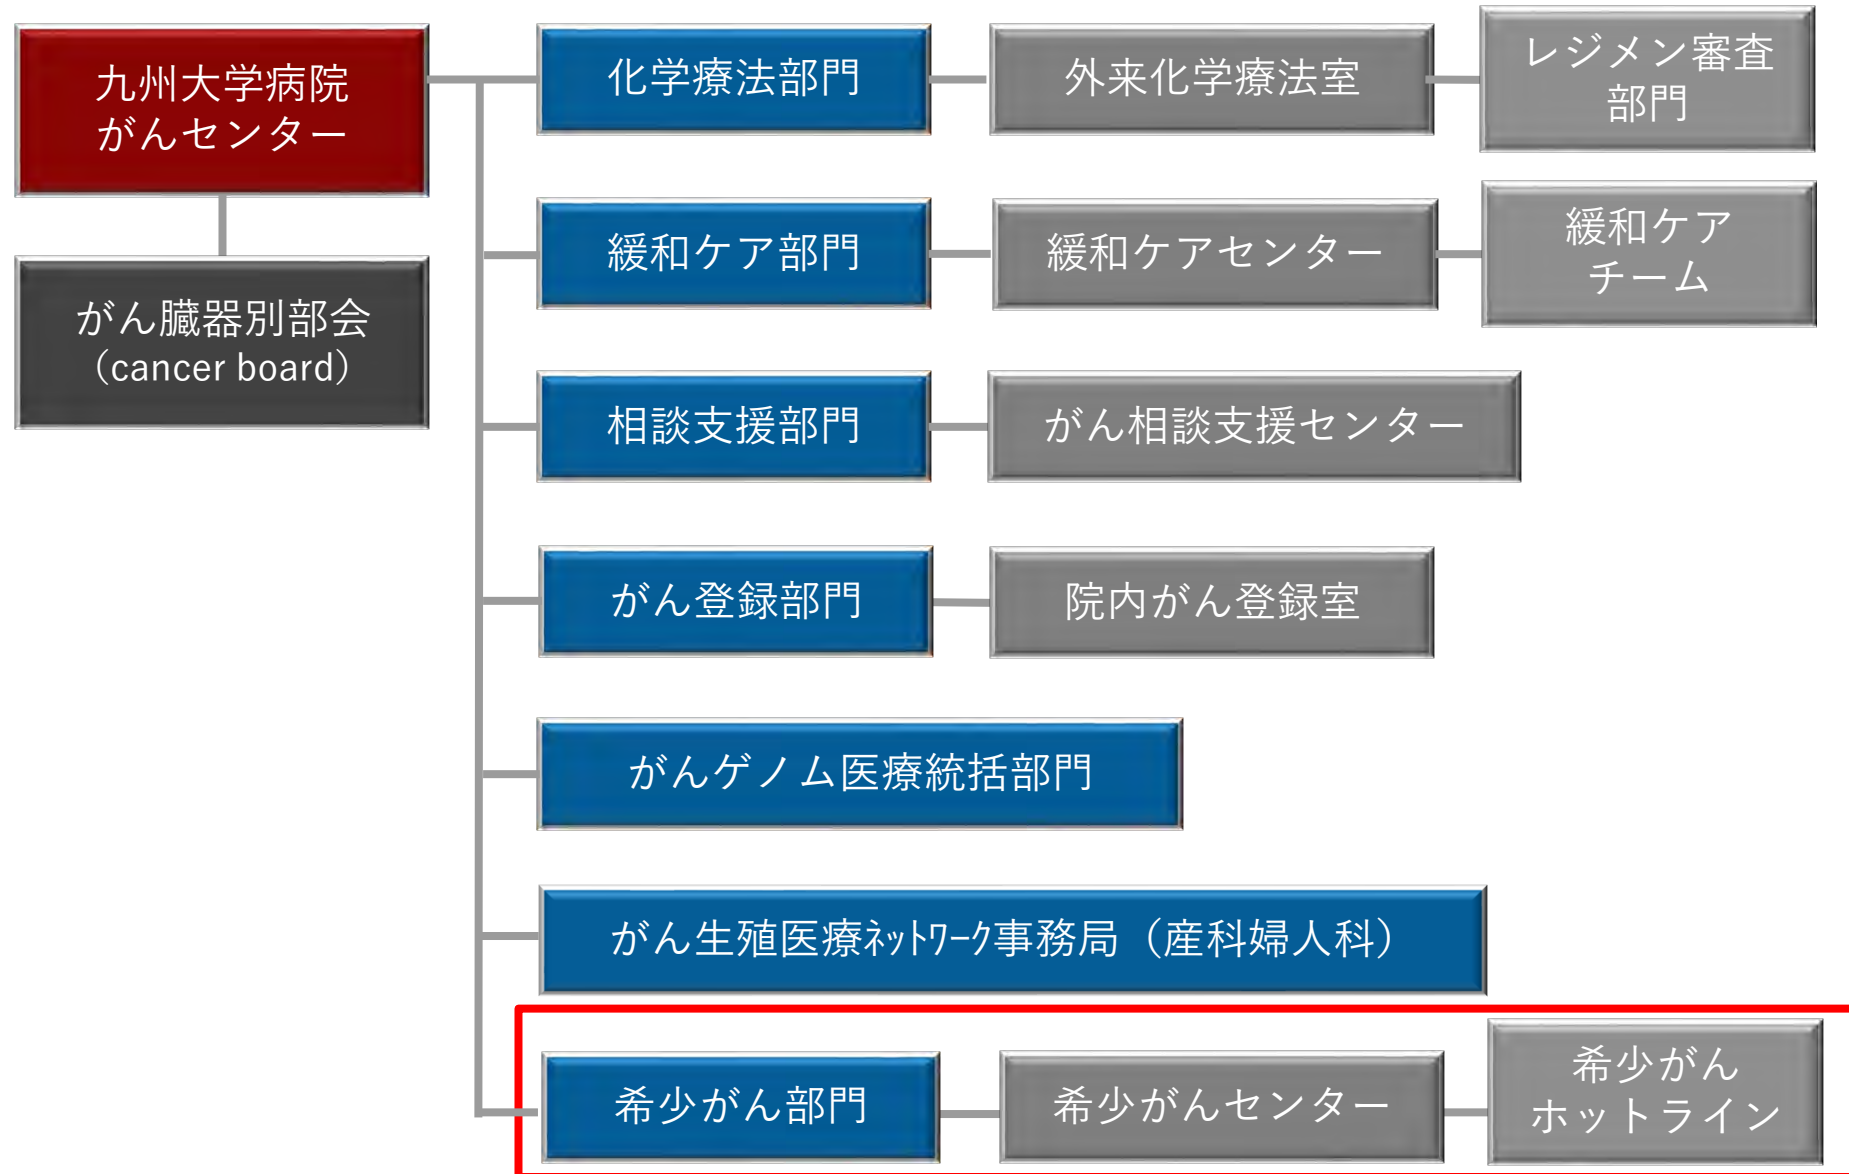 九州大学病院
がんセンター
がん臓器別部会
（cancer board）
化学療法部門
外来化学療法室
レジメン審査
部門
緩和ケア部門
緩和ケアセンター
緩和ケア
チーム
相談支援部門
がん相談支援センター
がん登録部門
院内がん登録室
がんゲノム医療統括部門
がん生殖医療ﾈｯﾄﾜｰｸ事務局（産科婦人科）
希少がん部門
希少がんセンター
希少がん
ホットライン